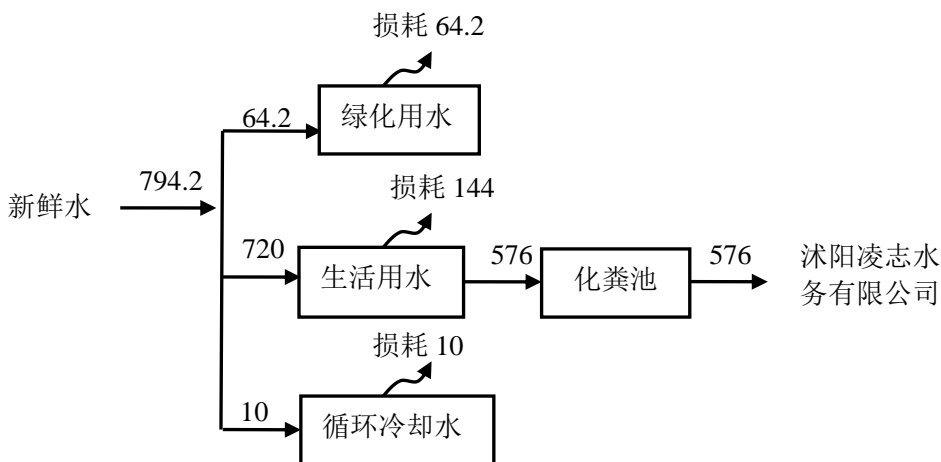 损耗 64.2
绿化用水
64.2
794.2
新鲜水
损耗 144
720
生活用水
576
化粪池
576
沭阳凌志水
务有限公司
损耗 10
10
循环冷却水